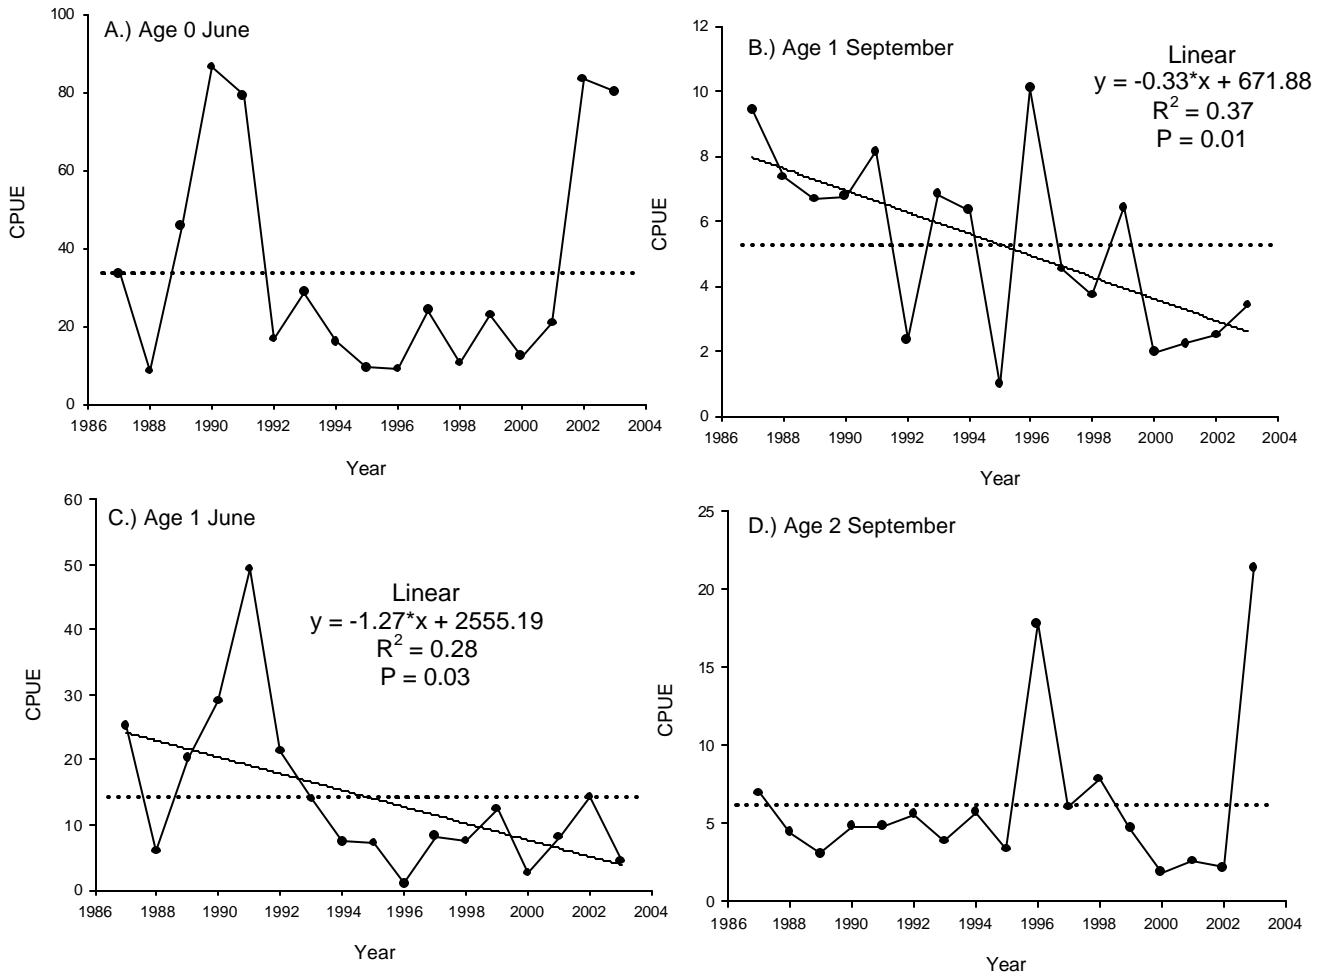 A.) Age 0 June
CPUE
100
80
60
40
20
0
1986 1988 1990 1992 1994 1996 1998 2000 2002 2004
Year
B.) Age 1 September
Linear
y = -0.33*x + 671.88
R² = 0.37
P = 0.01
CPUE
12
10
8
6
4
2
0
1986 1988 1990 1992 1994 1996 1998 2000 2002 2004
Year
C.) Age 1 June
Linear
y = -1.27*x + 2555.19
R² = 0.28
P = 0.03
CPUE
60
50
40
30
20
10
0
1986 1988 1990 1992 1994 1996 1998 2000 2002 2004
Year
D.) Age 2 September
CPUE
25
20
15
10
5
0
1986 1988 1990 1992 1994 1996 1998 2000 2002 2004
Year